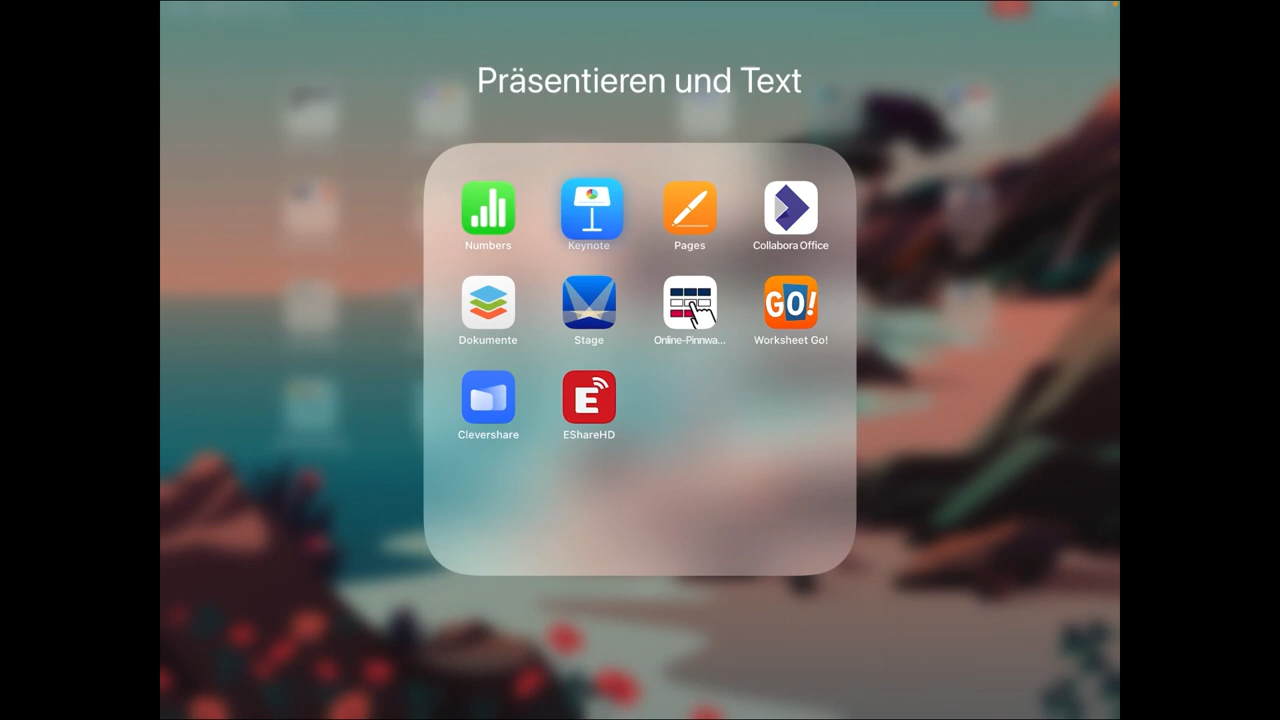 Präsentieren und Text
Numbers
Keynote
Pages
Collabora Office
GO!
Dokumente
Stage
Online-Pinnwa...
Worksheet Go!
E
Clevershare
EShareHD